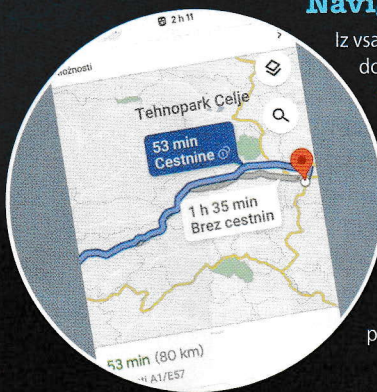 Navi
Iz vsa
do
2 h 11
možnosti
Tehnopark Celje
53 min
Cestnine
1 h 35 min
Brez cestnin
53 min (80 km)
A1/E57
p